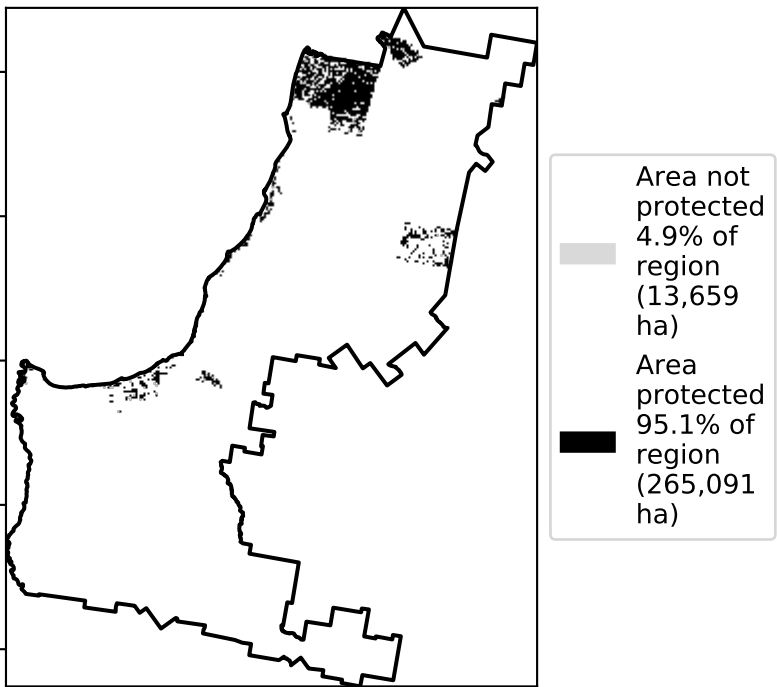 Area not
protected
4.9% of
region
(13,659
ha)
Area
protected
95.1% of
region
(265,091
ha)